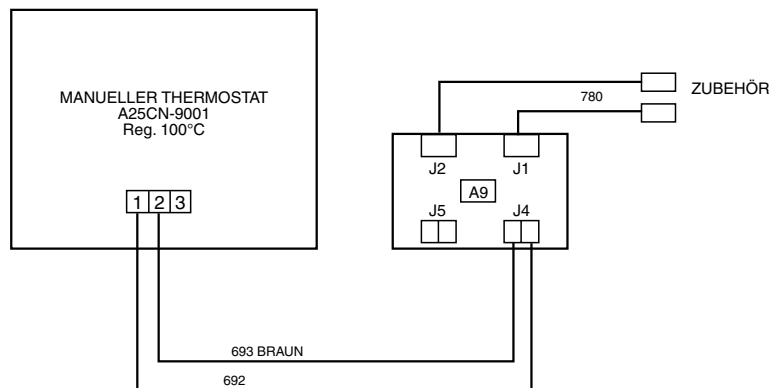 MANUELLER THERMOSTAT
A25CN-9001
Reg. 100°C
1 2 3
780
ZUBEHÖR
J2 J1
A9
J5 J4
693 BRAUN
692